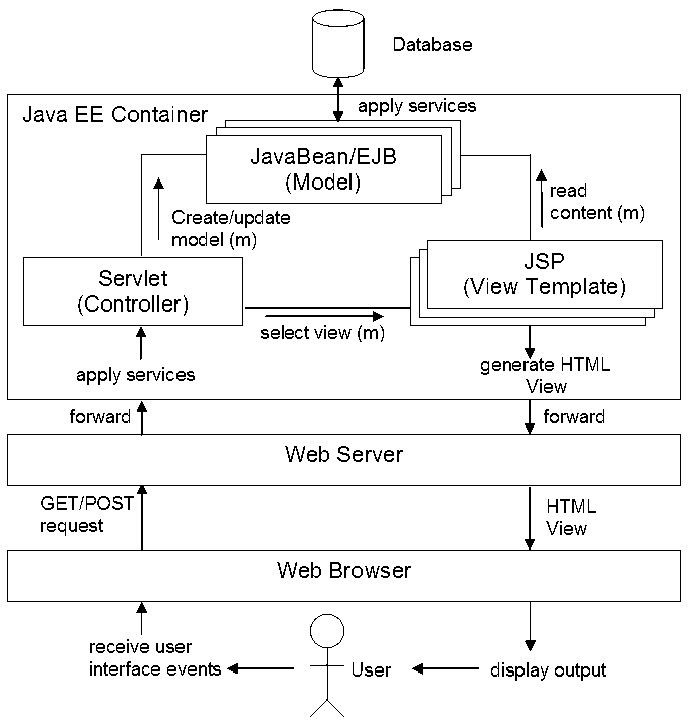 Database
apply services
Java EE Container
JavaBean/EJB
(Model)
Create/update
model (m)
read
content (m)
Servlet
(Controller)
JSP
(View Template)
select view (m)
apply services
generate HTML
View
forward
forward
Web Server
GET/POST
request
HTML
View
Web Browser
receive user
interface events
User
display output